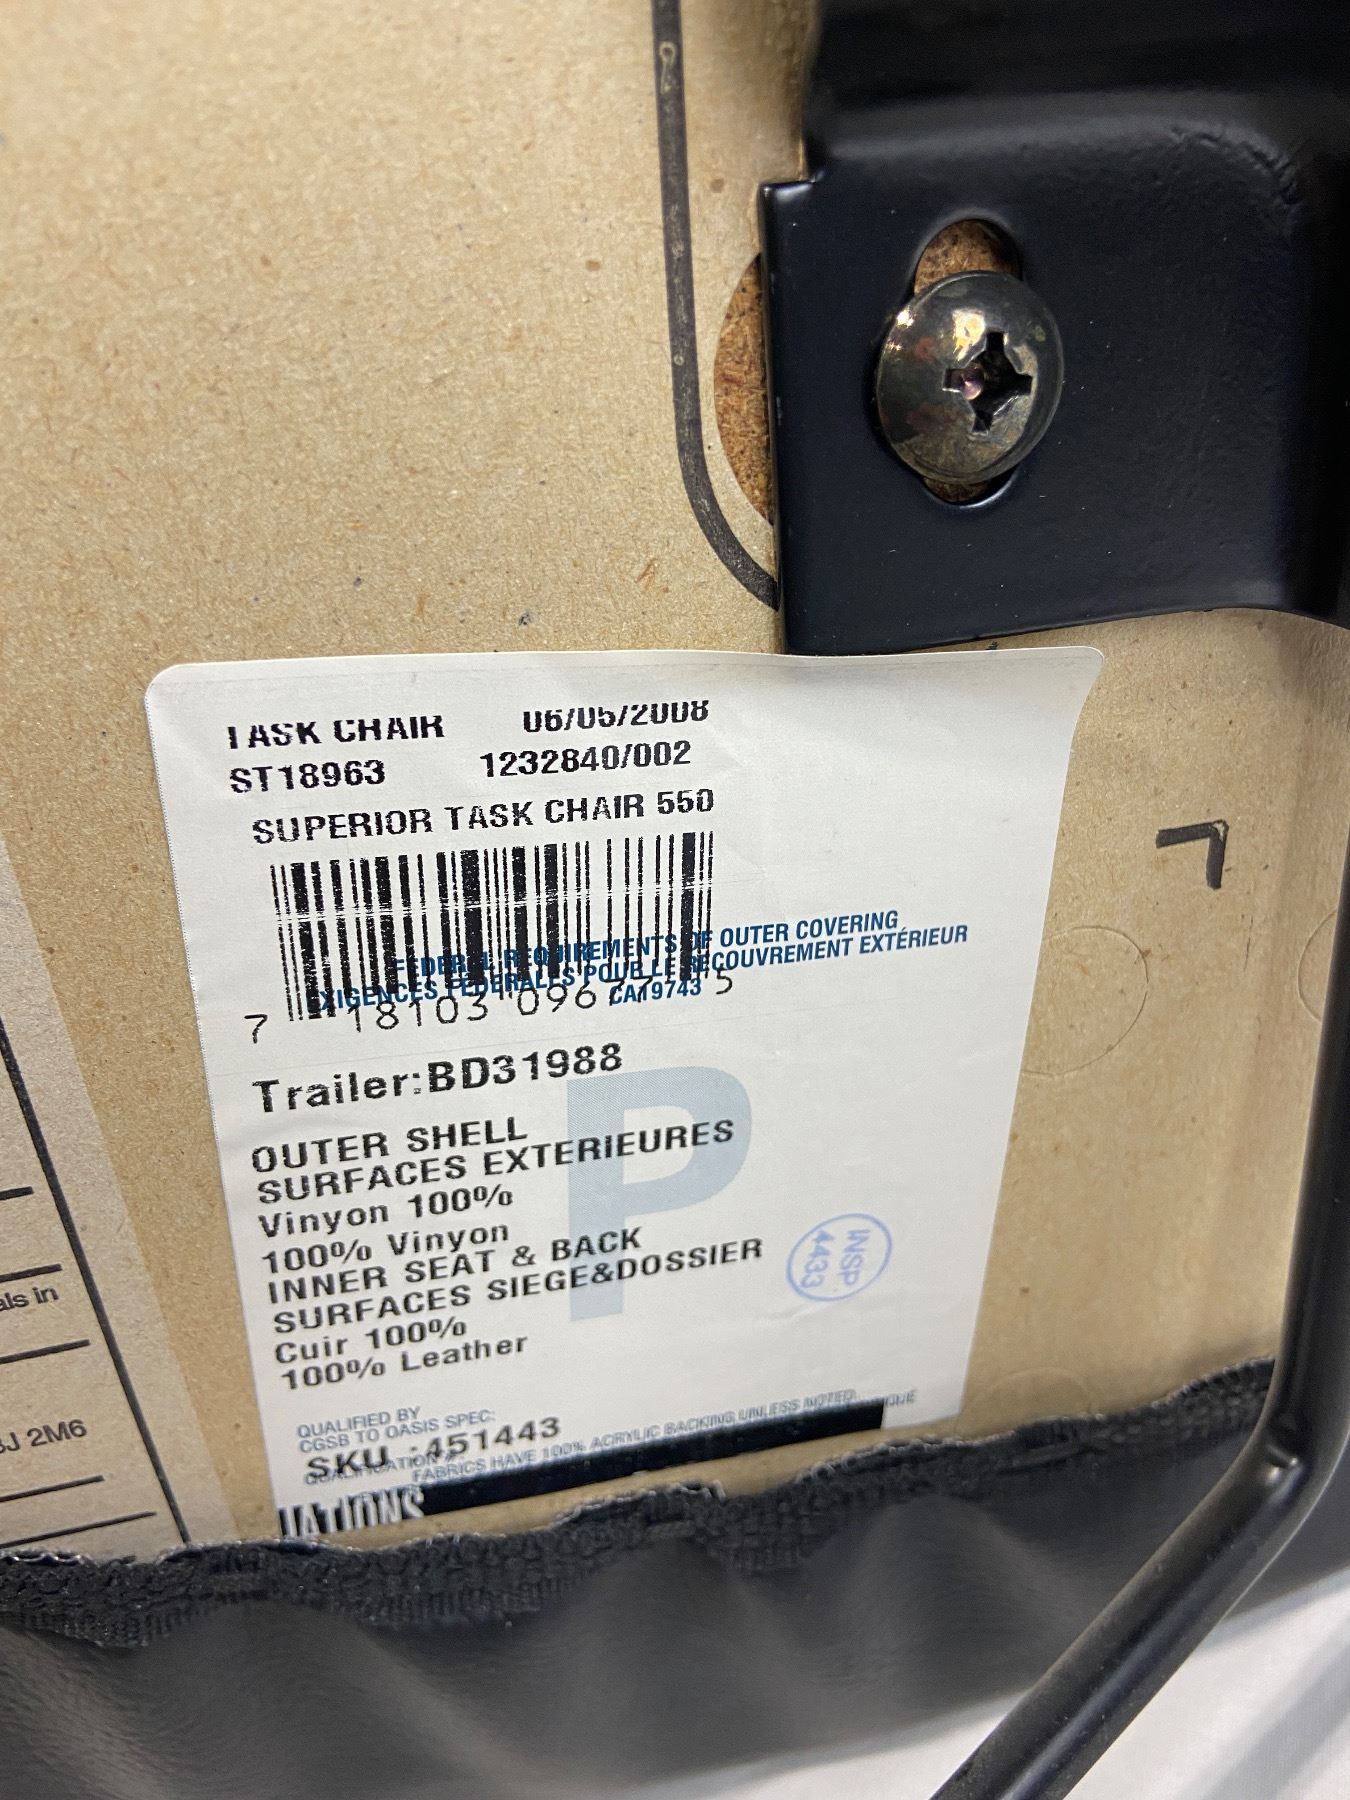 TASK CHAIR 06/05/2008
ST18963 1232840/002
SUPERIOR TASK CHAIR 550
FEDERAL REQUIREMENTS OF OUTER COVERING
EXIGENCES FEDERALES POUR LE RECOUVREMENT EXTÉRIEUR
CA19743
7 18103 09677 5
Trailer:BD31988
P
OUTER SHELL
SURFACES EXTERIEURES
Vinyon 100%
100% Vinyon
INNER SEAT & BACK
SURFACES SIEGE&DOSSIER
Cuir 100%
100% Leather
INSP.
4433
QUALIFIED BY
CGSB TO OASIS SPEC:
SKU :451443
FABRICS HAVE 100% ACRYLIC BACKING UNLESS NOTED.
als in
J 2M6